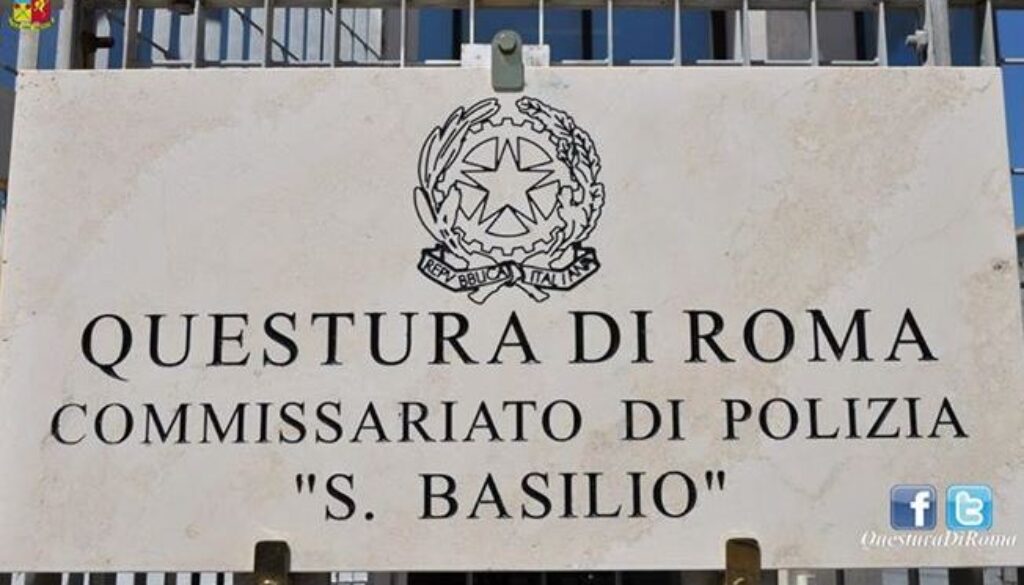 REPVBBLICA ITALIANA
QUESTURA DI ROMA
COMMISSARIATO DI POLIZIA
"S. BASILIO"
f t
QuesturaDiRoma